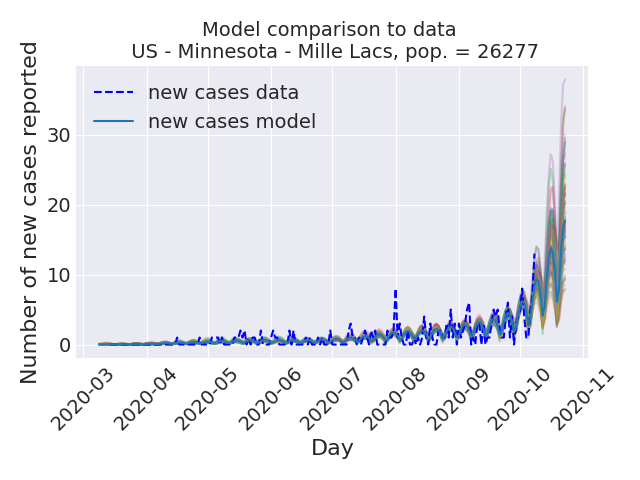 Model comparison to data
US - Minnesota - Mille Lacs, pop. = 26277
Number of new cases reported
new cases data
new cases model
30
20
10
0
2020-03
2020-04
2020-05
2020-06
2020-07
2020-08
2020-09
2020-10
2020-11
Day